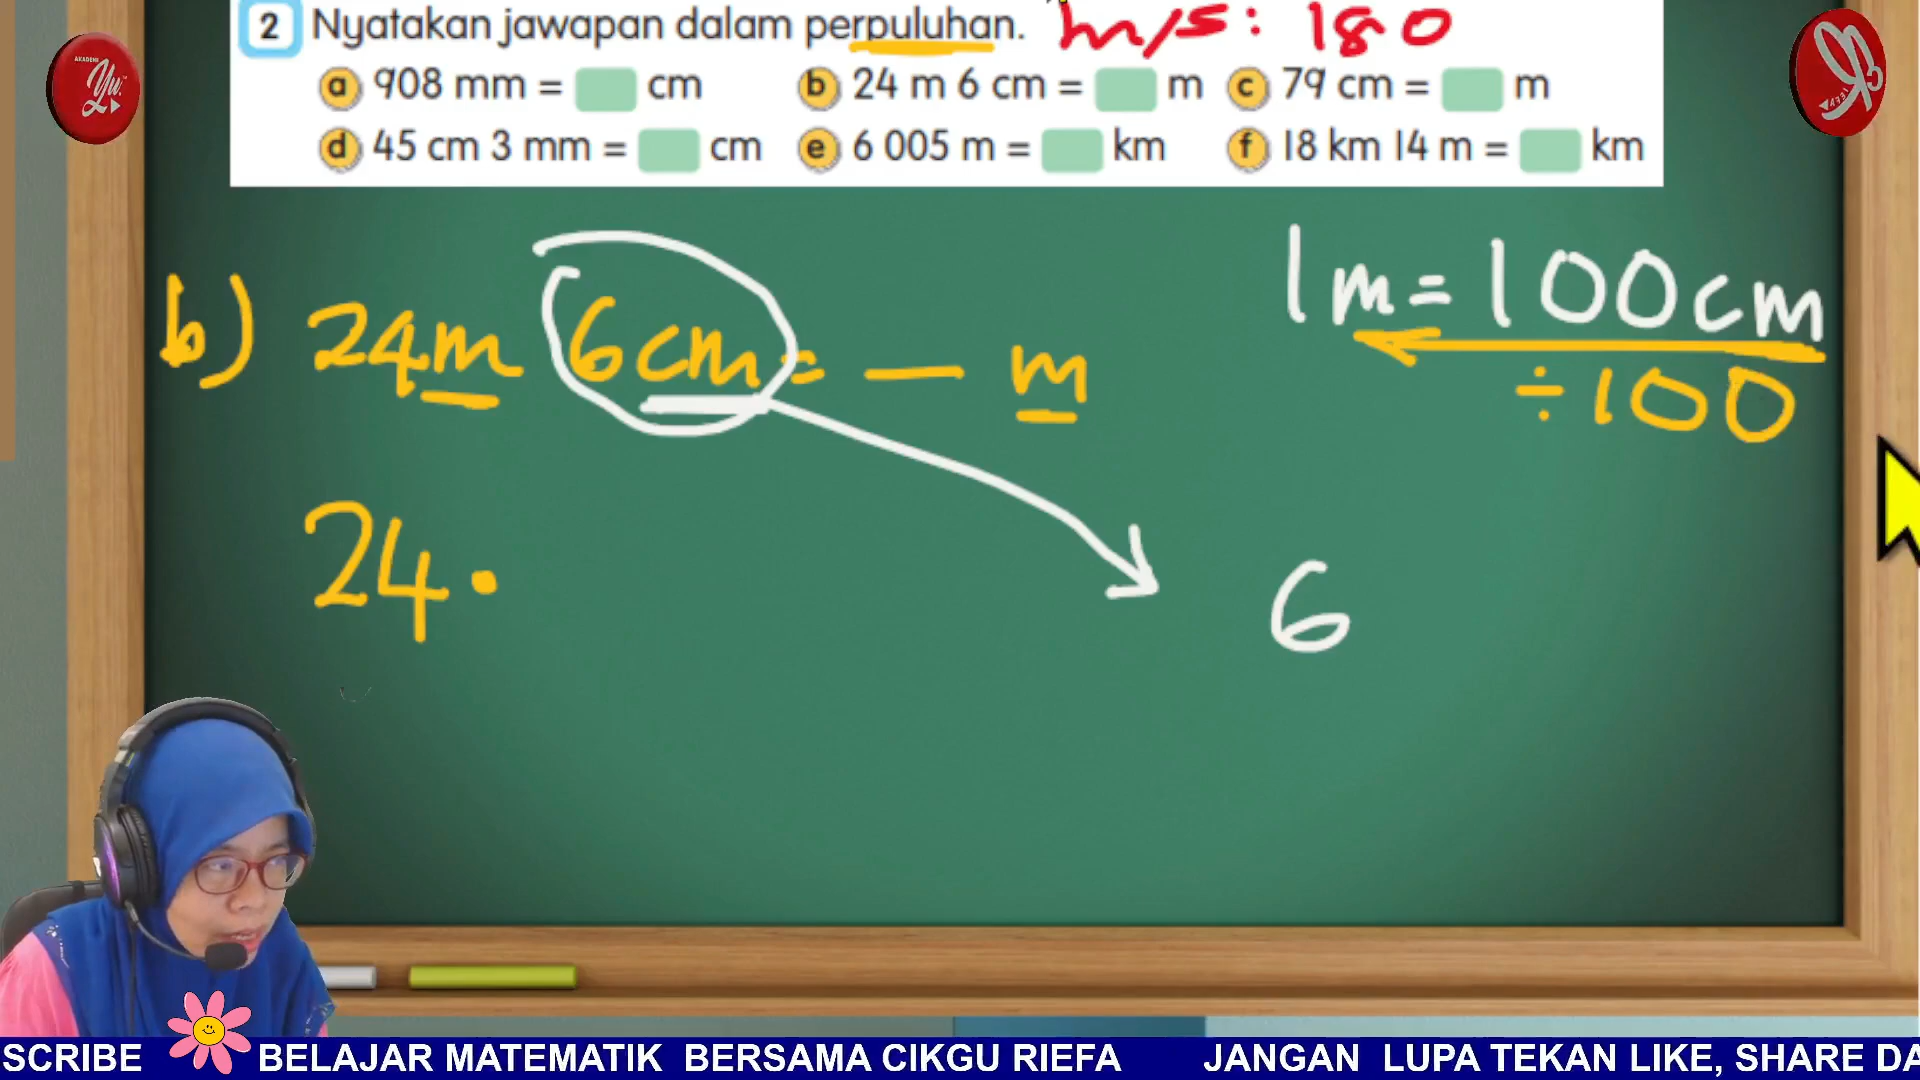 2 Nyatakan jawapan dalam perpuluhan. m/s: 180
a 908 mm = cm b 24 m 6 cm = m c 79 cm = m
d 45 cm 3 mm = cm e 6 005 m = km f 18 km 14 m = km
AKADEMI Yu.
1m = 100cm
÷100
b) 24m 6cm = — m
24.
6
SCRIBE BELAJAR MATEMATIK BERSAMA CIKGU RIEFA JANGAN LUPA TEKAN LIKE, SHARE DA